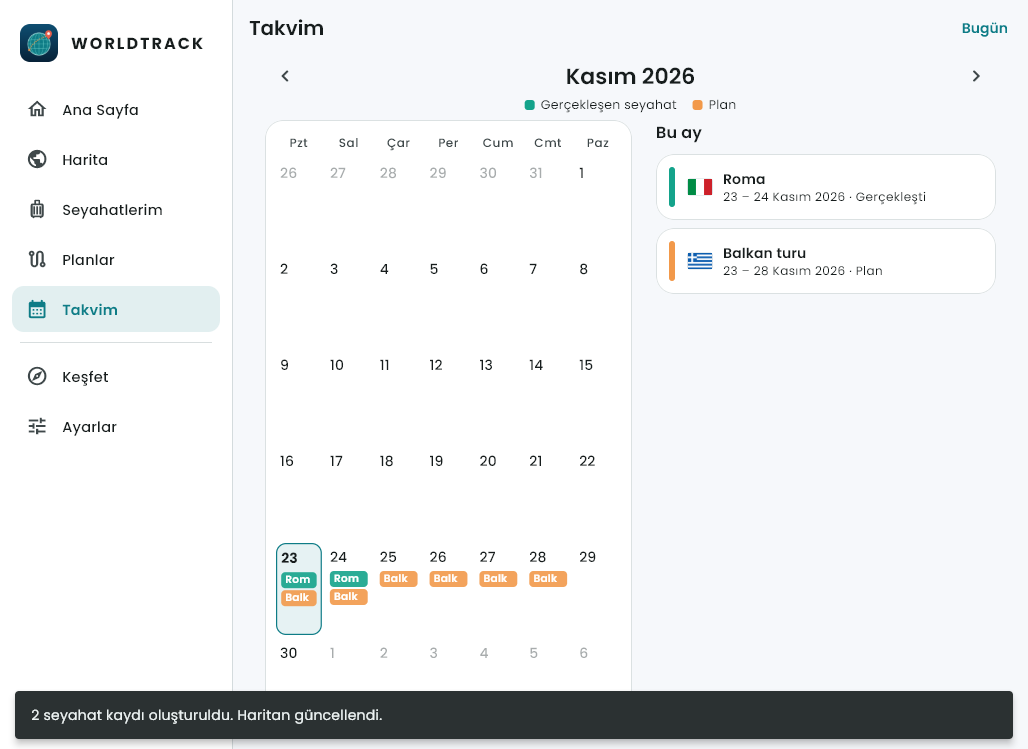 WORLDTRACK
Ana Sayfa
Harita
Seyahatlerim
Planlar
Takvim
Keşfet
Ayarlar
Takvim
Bugün
Kasım 2026
Gerçekleşen seyahat Plan
Pzt Sal Çar Per Cum Cmt Paz
26 27 28 29 30 31 1
2 3 4 5 6 7 8
9 10 11 12 13 14 15
16 17 18 19 20 21 22
23 24 25 26 27 28 29
Rom Rom Balk Balk Balk Balk
Balk Balk
30 1 2 3 4 5 6
Bu ay
Roma
23 – 24 Kasım 2026 · Gerçekleşti
Balkan turu
23 – 28 Kasım 2026 · Plan
2 seyahat kaydı oluşturuldu. Haritan güncellendi.